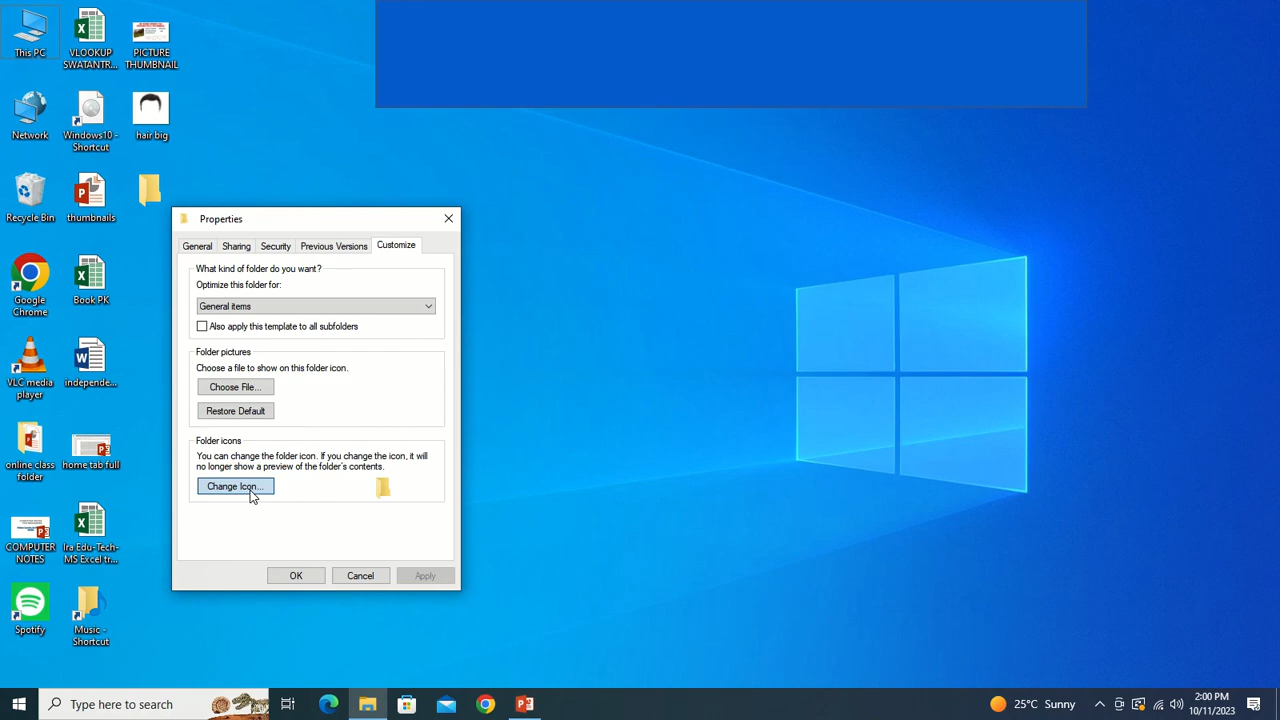 This PC
VLOOKUP
SWATANTR...
PICTURE
THUMBNAIL
Network
Windows10 -
Shortcut
hair big
Recycle Bin
thumbnails
Google
Chrome
Book PK
VLC media
player
independe...
online class
folder
home tab full
COMPUTER
NOTES
Ira Edu-Tech-
MS Excel tr...
Spotify
Music -
Shortcut
Properties
General
Sharing
Security
Previous Versions
Customize
What kind of folder do you want?
Optimize this folder for:
General items
Also apply this template to all subfolders
Folder pictures
Choose a file to show on this folder icon.
Choose File...
Restore Default
Folder icons
You can change the folder icon. If you change the icon, it will
no longer show a preview of the folder's contents.
Change Icon...
OK
Cancel
Apply
Type here to search
25°C Sunny
2:00 PM
10/11/2023